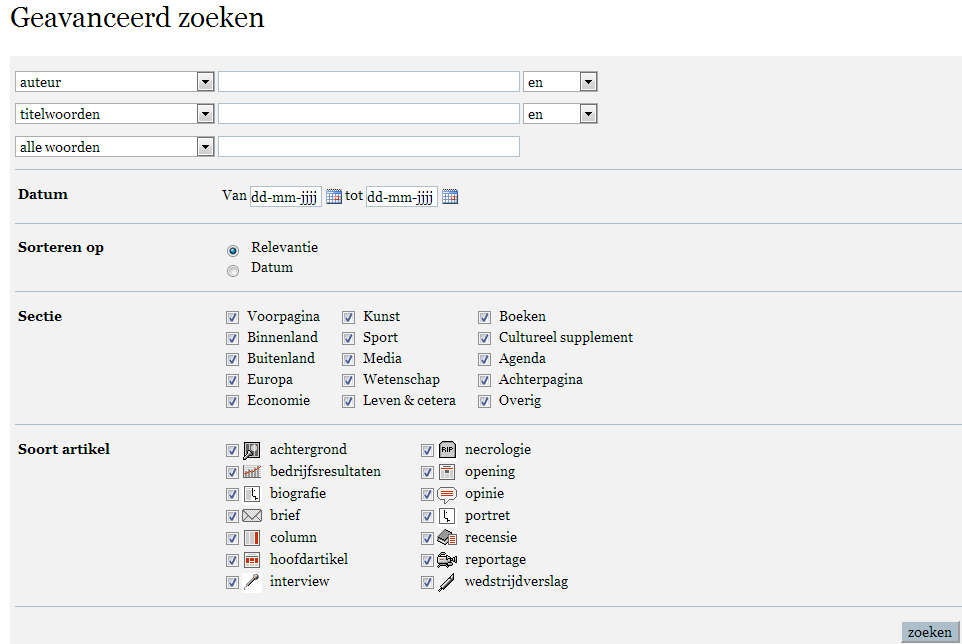 Geavanceerd zoeken
auteur en
titelwoorden en
alle woorden
Datum Van dd-mm-jjjj tot dd-mm-jjjj
Sorteren op Relevantie
Datum
Sectie Voorpagina Kunst Boeken
Binnenland Sport Cultureel supplement
Buitenland Media Agenda
Europa Wetenschap Achterpagina
Economie Leven & cetera Overig
Soort artikel achtergrond RIP necrologie
bedrijfsresultaten opening
biografie opinie
brief portret
column recensie
hoofdartikel reportage
interview wedstrijdverslag
zoeken